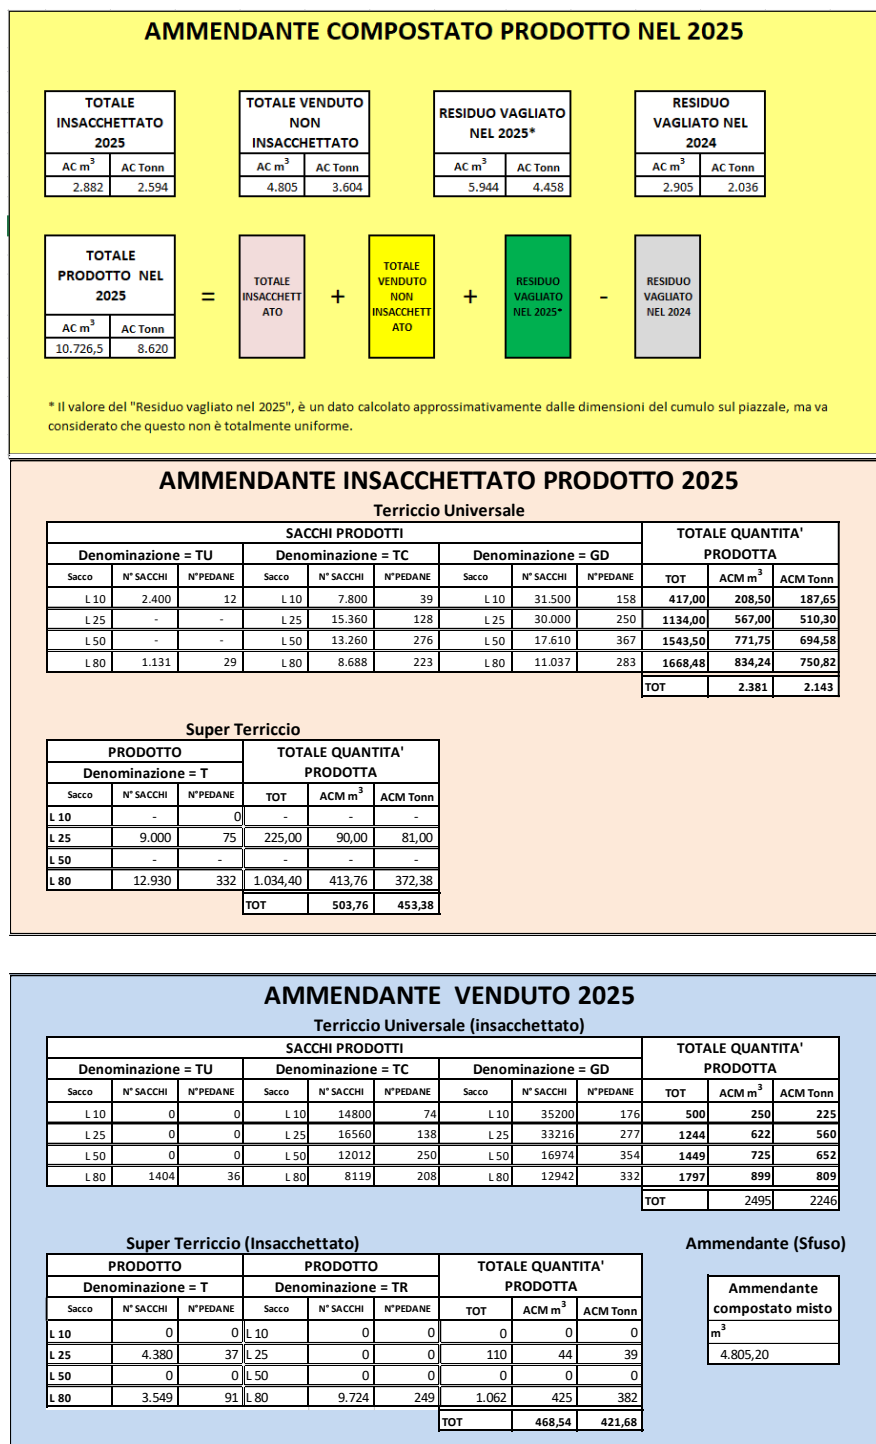 AMMENDANTE COMPOSTATO PRODOTTO NEL 2025
TOTALE INSACCHETTATO 2025
AC m³ AC Tonn
2.882 2.594
TOTALE VENDUTO NON INSACCHETTATO
AC m³ AC Tonn
4.805 3.604
RESIDUO VAGLIATO NEL 2025*
AC m³ AC Tonn
5.944 4.458
RESIDUO VAGLIATO NEL 2024
AC m³ AC Tonn
2.905 2.036
TOTALE PRODOTTO NEL 2025
AC m³ AC Tonn
10.726,5 8.620
=
TOTALE INSACCHETT ATO
+
TOTALE VENDUTO NON INSACCHETT ATO
+
RESIDUO VAGLIATO NEL 2025*
-
RESIDUO VAGLIATO NEL 2024
* Il valore del "Residuo vagliato nel 2025", è un dato calcolato approssimativamente dalle dimensioni del cumulo sul piazzale, ma va
considerato che questo non è totalmente uniforme.
AMMENDANTE INSACCHETTATO PRODOTTO 2025
Terriccio Universale
SACCHI PRODOTTI TOTALE QUANTITA' PRODOTTA
Denominazione = TU Denominazione = TC Denominazione = GD
Sacco N° SACCHI N°PEDANE Sacco N° SACCHI N°PEDANE Sacco N° SACCHI N°PEDANE TOT ACM m³ ACM Tonn
L 10 2.400 12 L 10 7.800 39 L 10 31.500 158 417,00 208,50 187,65
L 25 - - L 25 15.360 128 L 25 30.000 250 1134,00 567,00 510,30
L 50 - - L 50 13.260 276 L 50 17.610 367 1543,50 771,75 694,58
L 80 1.131 29 L 80 8.688 223 L 80 11.037 283 1668,48 834,24 750,82
TOT 2.381 2.143
Super Terriccio
PRODOTTO TOTALE QUANTITA' PRODOTTA
Denominazione = T
Sacco N° SACCHI N°PEDANE TOT ACM m³ ACM Tonn
L 10 - 0 - - -
L 25 9.000 75 225,00 90,00 81,00
L 50 - - - - -
L 80 12.930 332 1.034,40 413,76 372,38
TOT 503,76 453,38
AMMENDANTE VENDUTO 2025
Terriccio Universale (insacchettato)
SACCHI PRODOTTI TOTALE QUANTITA' PRODOTTA
Denominazione = TU Denominazione = TC Denominazione = GD
Sacco N° SACCHI N°PEDANE Sacco N° SACCHI N°PEDANE Sacco N° SACCHI N°PEDANE TOT ACM m³ ACM Tonn
L 10 0 0 L 10 14800 74 L 10 35200 176 500 250 225
L 25 0 0 L 25 16560 138 L 25 33216 277 1244 622 560
L 50 0 0 L 50 12012 250 L 50 16974 354 1449 725 652
L 80 1404 36 L 80 8119 208 L 80 12942 332 1797 899 809
TOT 2495 2246
Super Terriccio (Insacchettato)
PRODOTTO PRODOTTO TOTALE QUANTITA' PRODOTTA
Denominazione = T Denominazione = TR
Sacco N° SACCHI N°PEDANE Sacco N° SACCHI N°PEDANE TOT ACM m³ ACM Tonn
L 10 0 0 L 10 0 0 0 0 0
L 25 4.380 37 L 25 0 0 110 44 39
L 50 0 0 L 50 0 0 0 0 0
L 80 3.549 91 L 80 9.724 249 1.062 425 382
TOT 468,54 421,68
Ammendante (Sfuso)
Ammendante
compostato misto
m³
4.805,20